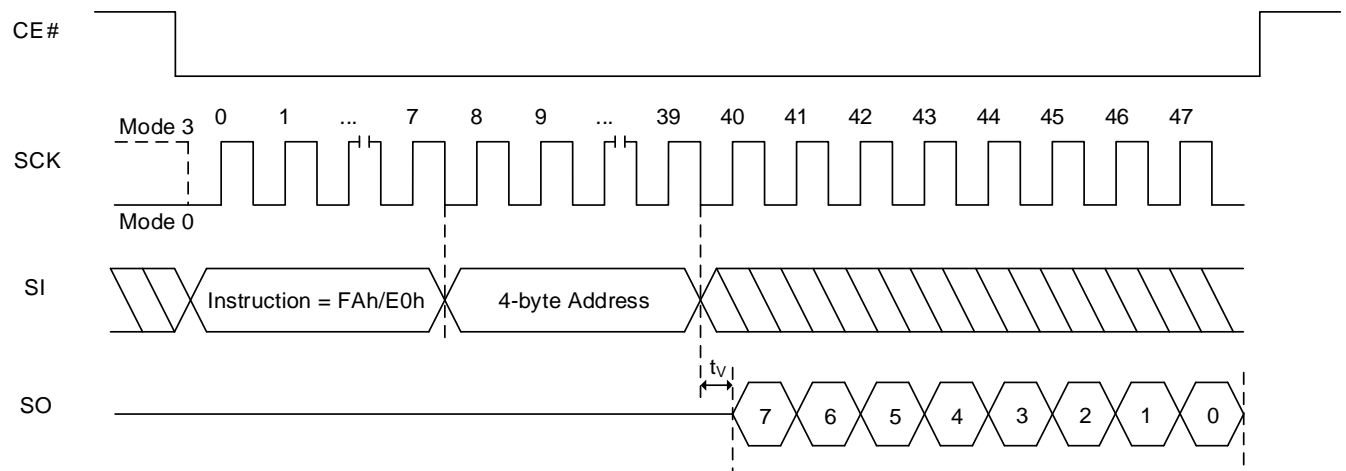 CE#
0 1 ... 7 8 9 ... 39 40 41 42 43 44 45 46 47
Mode 3
SCK
Mode 0
SI
Instruction = FAh/E0h 4-byte Address
tV
SO
7 6 5 4 3 2 1 0